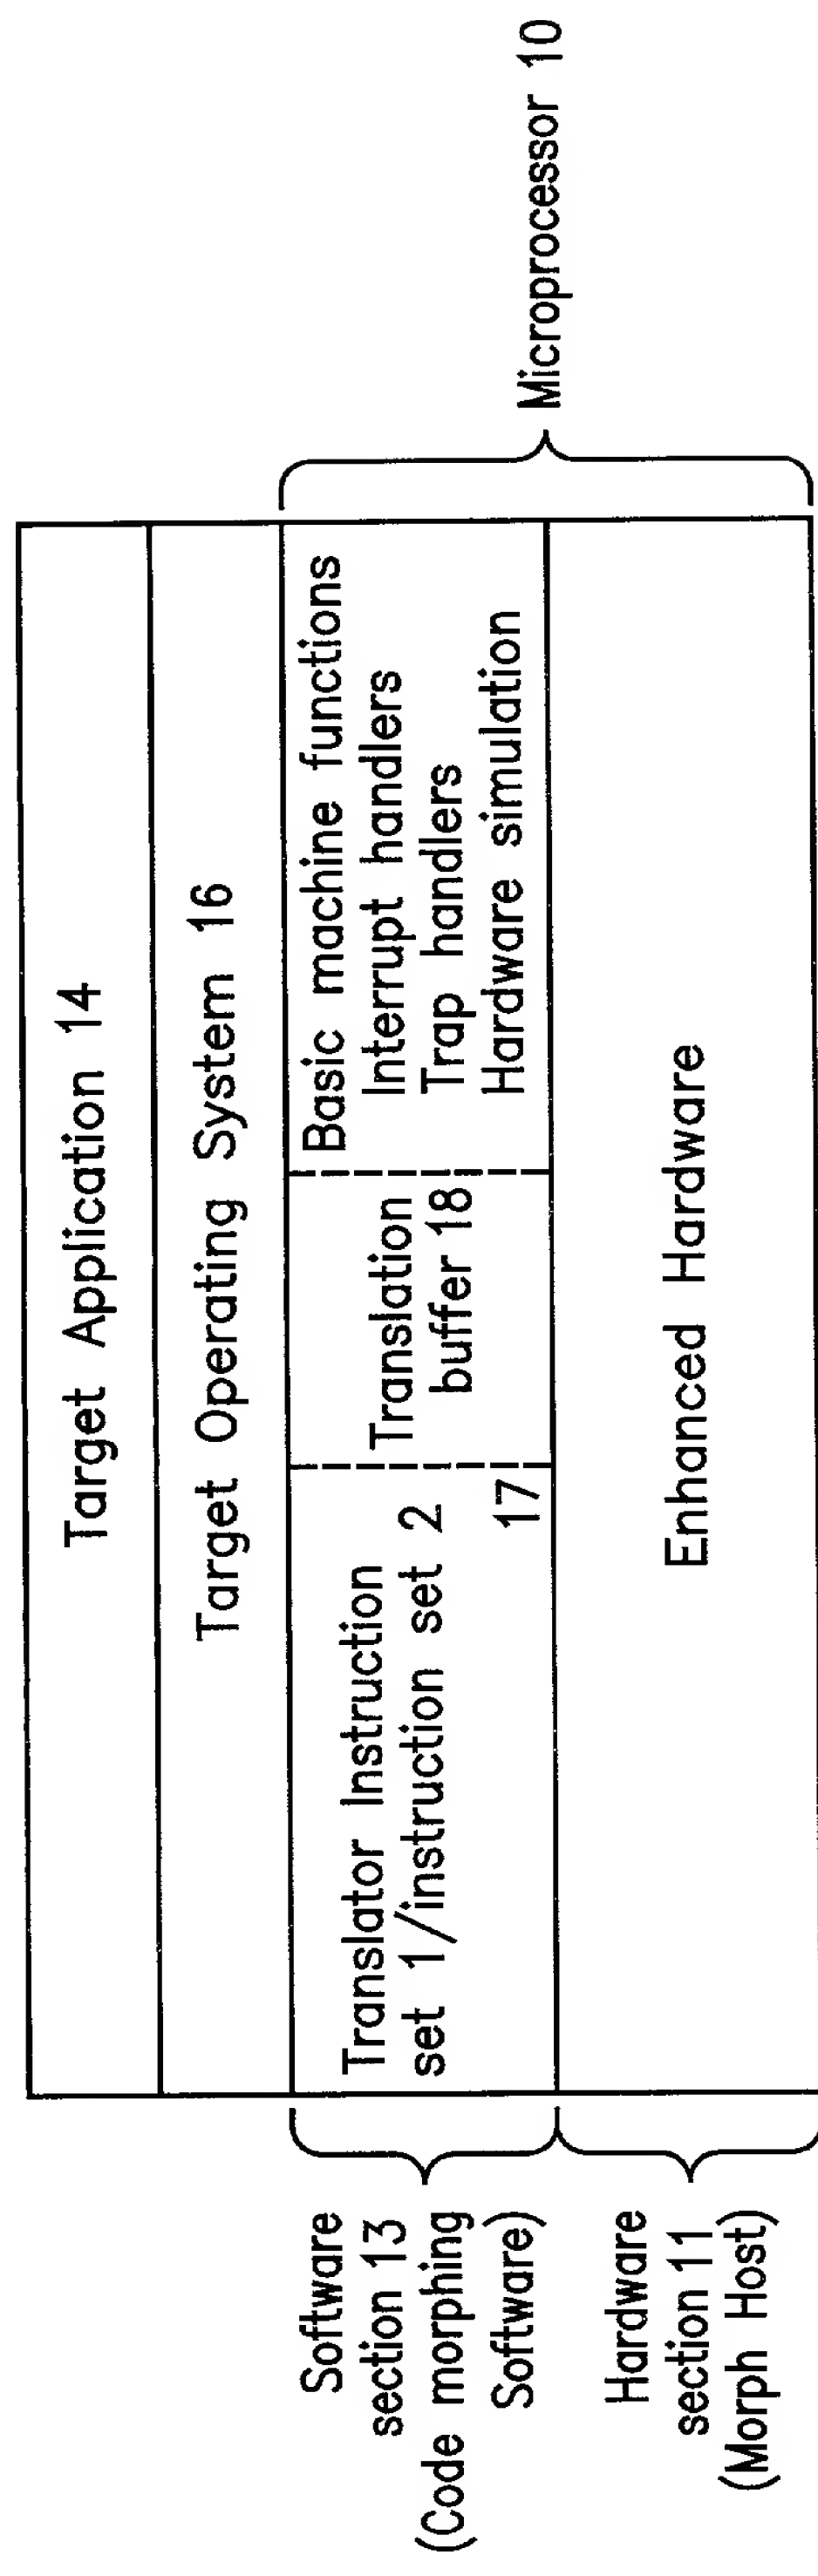 Target Application 14
Target Operating System 16
Software
section 13
(Code morphing
Software)
Translator Instruction
set 1/instruction set 2
17
Translation
buffer 18
Basic machine functions
Interrupt handlers
Trap handlers
Hardware simulation
Microprocessor 10
Hardware
section 11
(Morph Host)
Enhanced Hardware